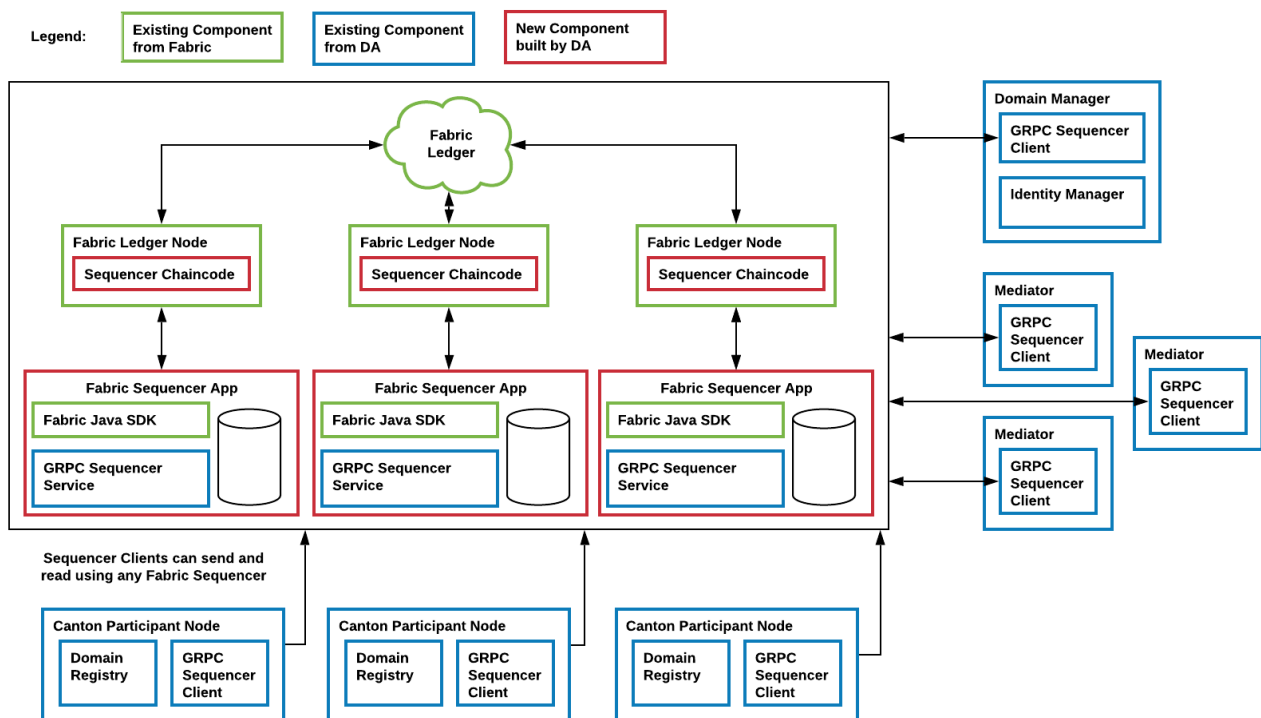 Legend:
Existing Component
from Fabric
Existing Component
from DA
New Component
built by DA
Fabric
Ledger
Fabric Ledger Node
Sequencer Chaincode
Fabric Ledger Node
Sequencer Chaincode
Fabric Ledger Node
Sequencer Chaincode
Fabric Sequencer App
Fabric Java SDK
GRPC Sequencer
Service
Fabric Sequencer App
Fabric Java SDK
GRPC Sequencer
Service
Fabric Sequencer App
Fabric Java SDK
GRPC Sequencer
Service
Domain Manager
GRPC Sequencer
Client
Identity Manager
Mediator
GRPC
Sequencer
Client
Mediator
GRPC
Sequencer
Client
Mediator
GRPC
Sequencer
Client
Sequencer Clients can send and
read using any Fabric Sequencer
Canton Participant Node
Domain
Registry
GRPC
Sequencer
Client
Canton Participant Node
Domain
Registry
GRPC
Sequencer
Client
Canton Participant Node
Domain
Registry
GRPC
Sequencer
Client